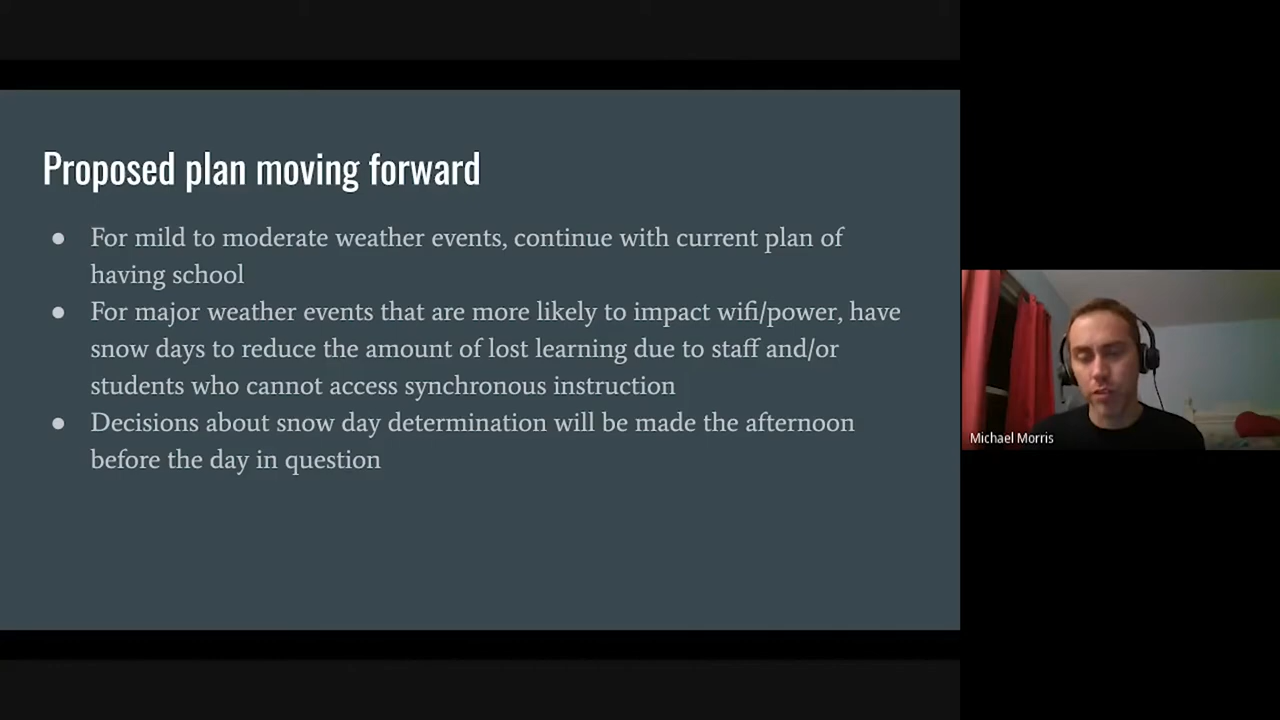 Proposed plan moving forward
● For mild to moderate weather events, continue with current plan of
having school
● For major weather events that are more likely to impact wifi/power, have
snow days to reduce the amount of lost learning due to staff and/or
students who cannot access synchronous instruction
● Decisions about snow day determination will be made the afternoon
before the day in question
Michael Morris